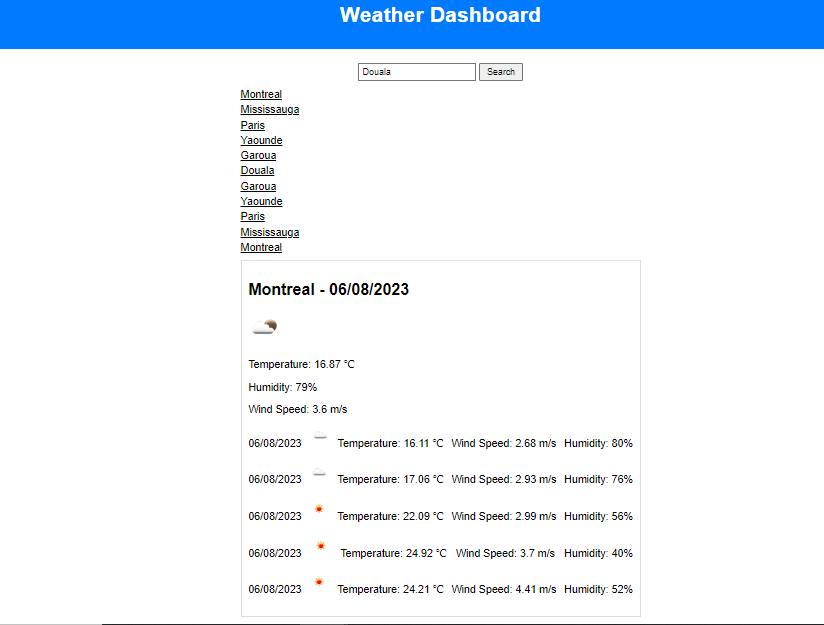 Weather Dashboard
Douala Search
Montreal
Mississauga
Paris
Yaounde
Garoua
Douala
Garoua
Yaounde
Paris
Mississauga
Montreal
Montreal - 06/08/2023
Temperature: 16.87 °C
Humidity: 79%
Wind Speed: 3.6 m/s
06/08/2023 Temperature: 16.11 °C Wind Speed: 2.68 m/s Humidity: 80%
06/08/2023 Temperature: 17.06 °C Wind Speed: 2.93 m/s Humidity: 76%
06/08/2023 Temperature: 22.09 °C Wind Speed: 2.99 m/s Humidity: 56%
06/08/2023 Temperature: 24.92 °C Wind Speed: 3.7 m/s Humidity: 40%
06/08/2023 Temperature: 24.21 °C Wind Speed: 4.41 m/s Humidity: 52%